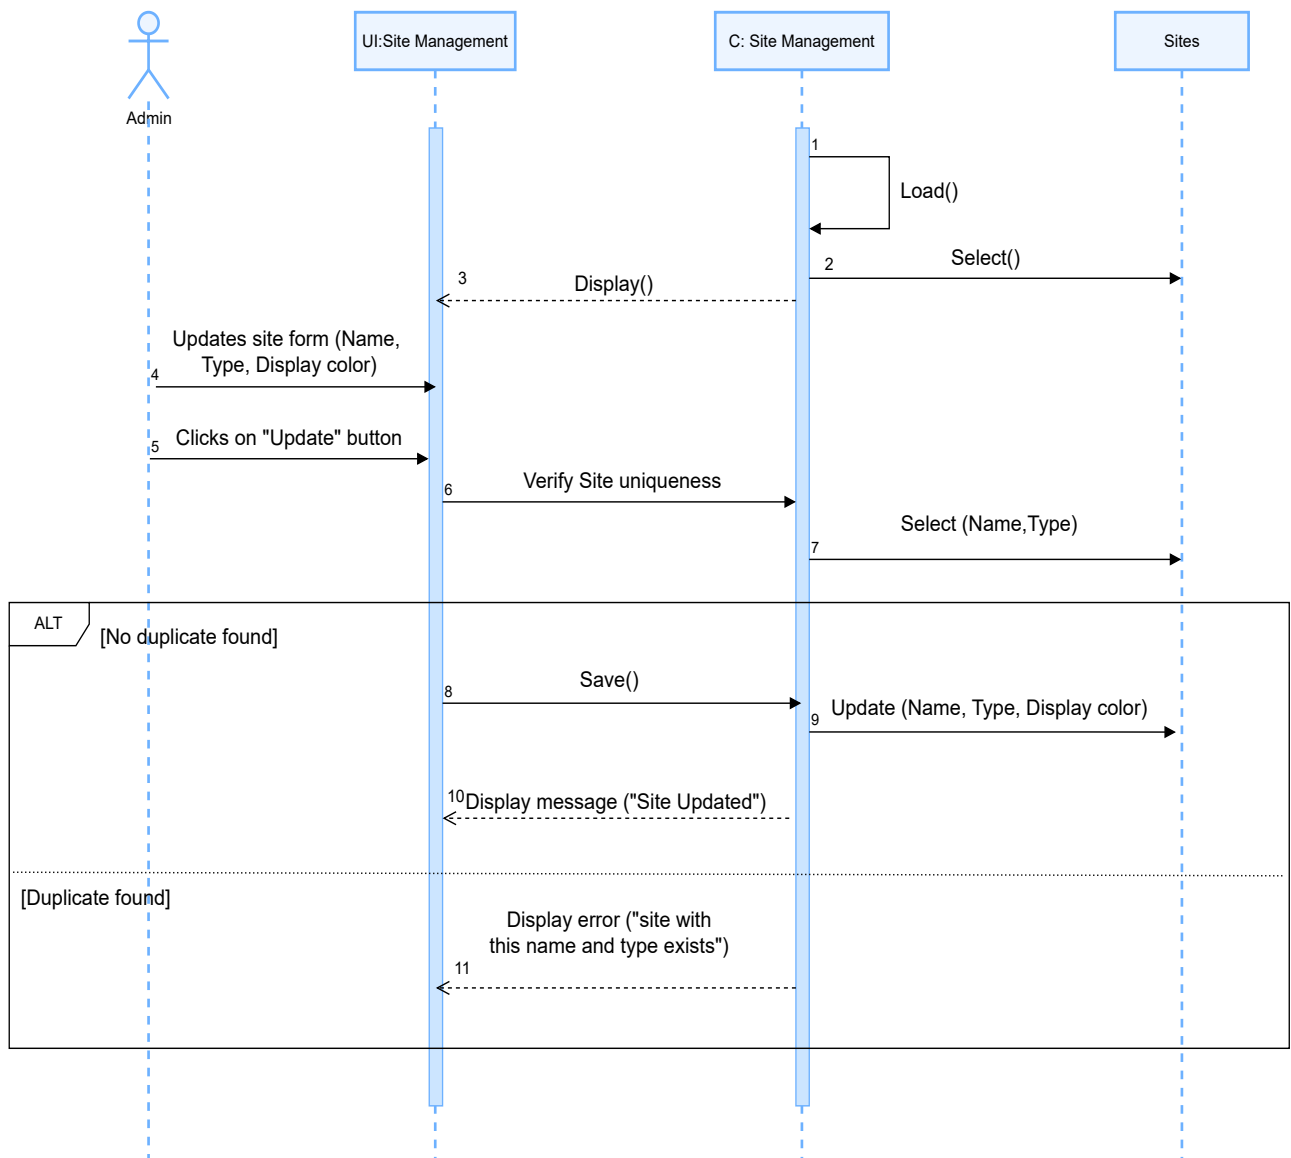 UI:Site Management
C: Site Management
Sites
Admin
1
Load()
2
Select()
3
Display()
Updates site form (Name,
Type, Display color)
4
5
Clicks on "Update" button
6
Verify Site uniqueness
7
Select (Name,Type)
ALT
[No duplicate found]
8
Save()
9
Update (Name, Type, Display color)
10
Display message ("Site Updated")
[Duplicate found]
Display error ("site with
this name and type exists")
11